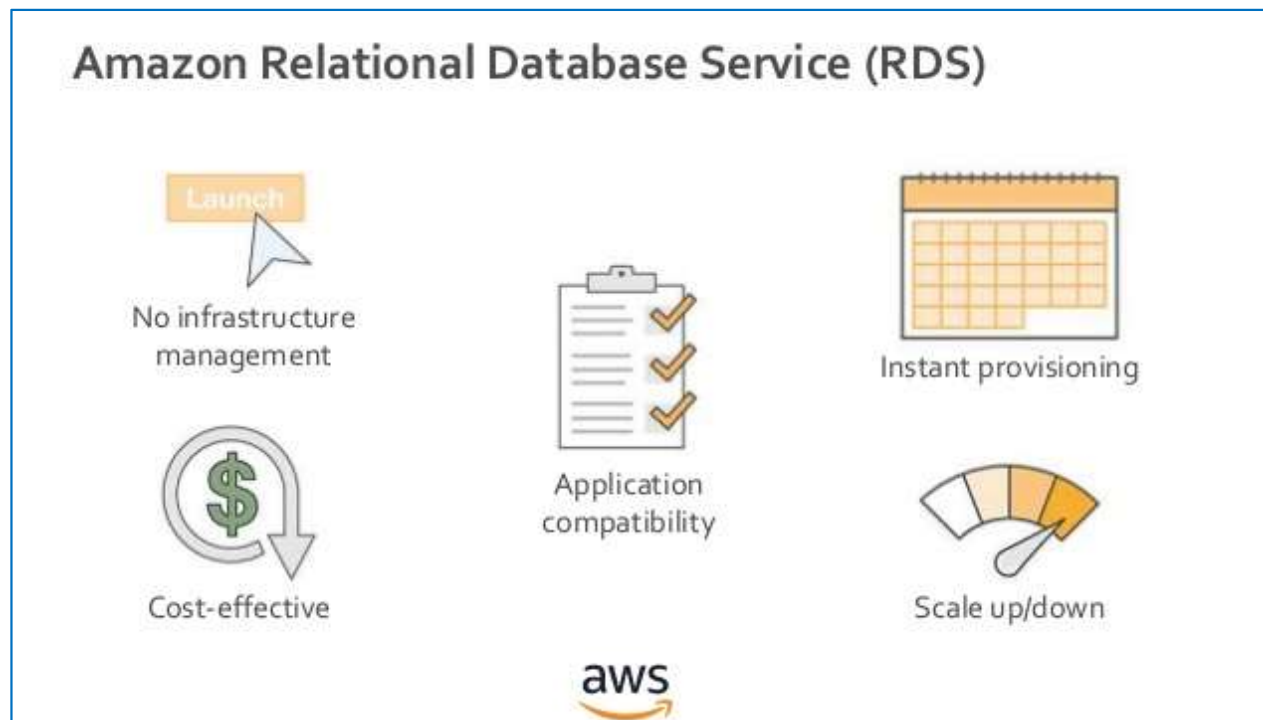 Amazon Relational Database Service (RDS)
Launch
No infrastructure
management
Cost-effective
Application
compatibility
Instant provisioning
Scale up/down
aws